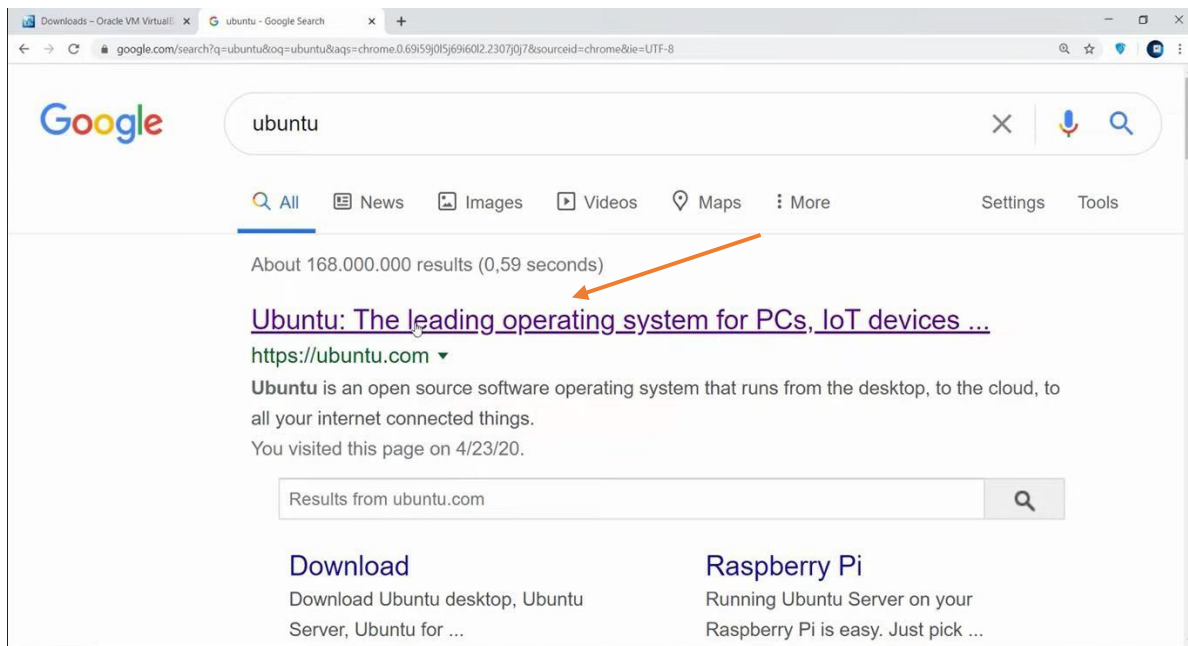 Downloads – Oracle VM VirtualB
ubuntu - Google Search
google.com/search?q=ubuntu&oq=ubuntu&aqs=chrome.0.69i59j0l5j69i60l2.2307j0j7&sourceid=chrome&ie=UTF-8
Google
ubuntu
All News Images Videos Maps More Settings Tools
About 168.000.000 results (0,59 seconds)
Ubuntu: The leading operating system for PCs, IoT devices ...
https://ubuntu.com
Ubuntu is an open source software operating system that runs from the desktop, to the cloud, to
all your internet connected things.
You visited this page on 4/23/20.
Results from ubuntu.com
Download
Download Ubuntu desktop, Ubuntu
Server, Ubuntu for ...
Raspberry Pi
Running Ubuntu Server on your
Raspberry Pi is easy. Just pick ...